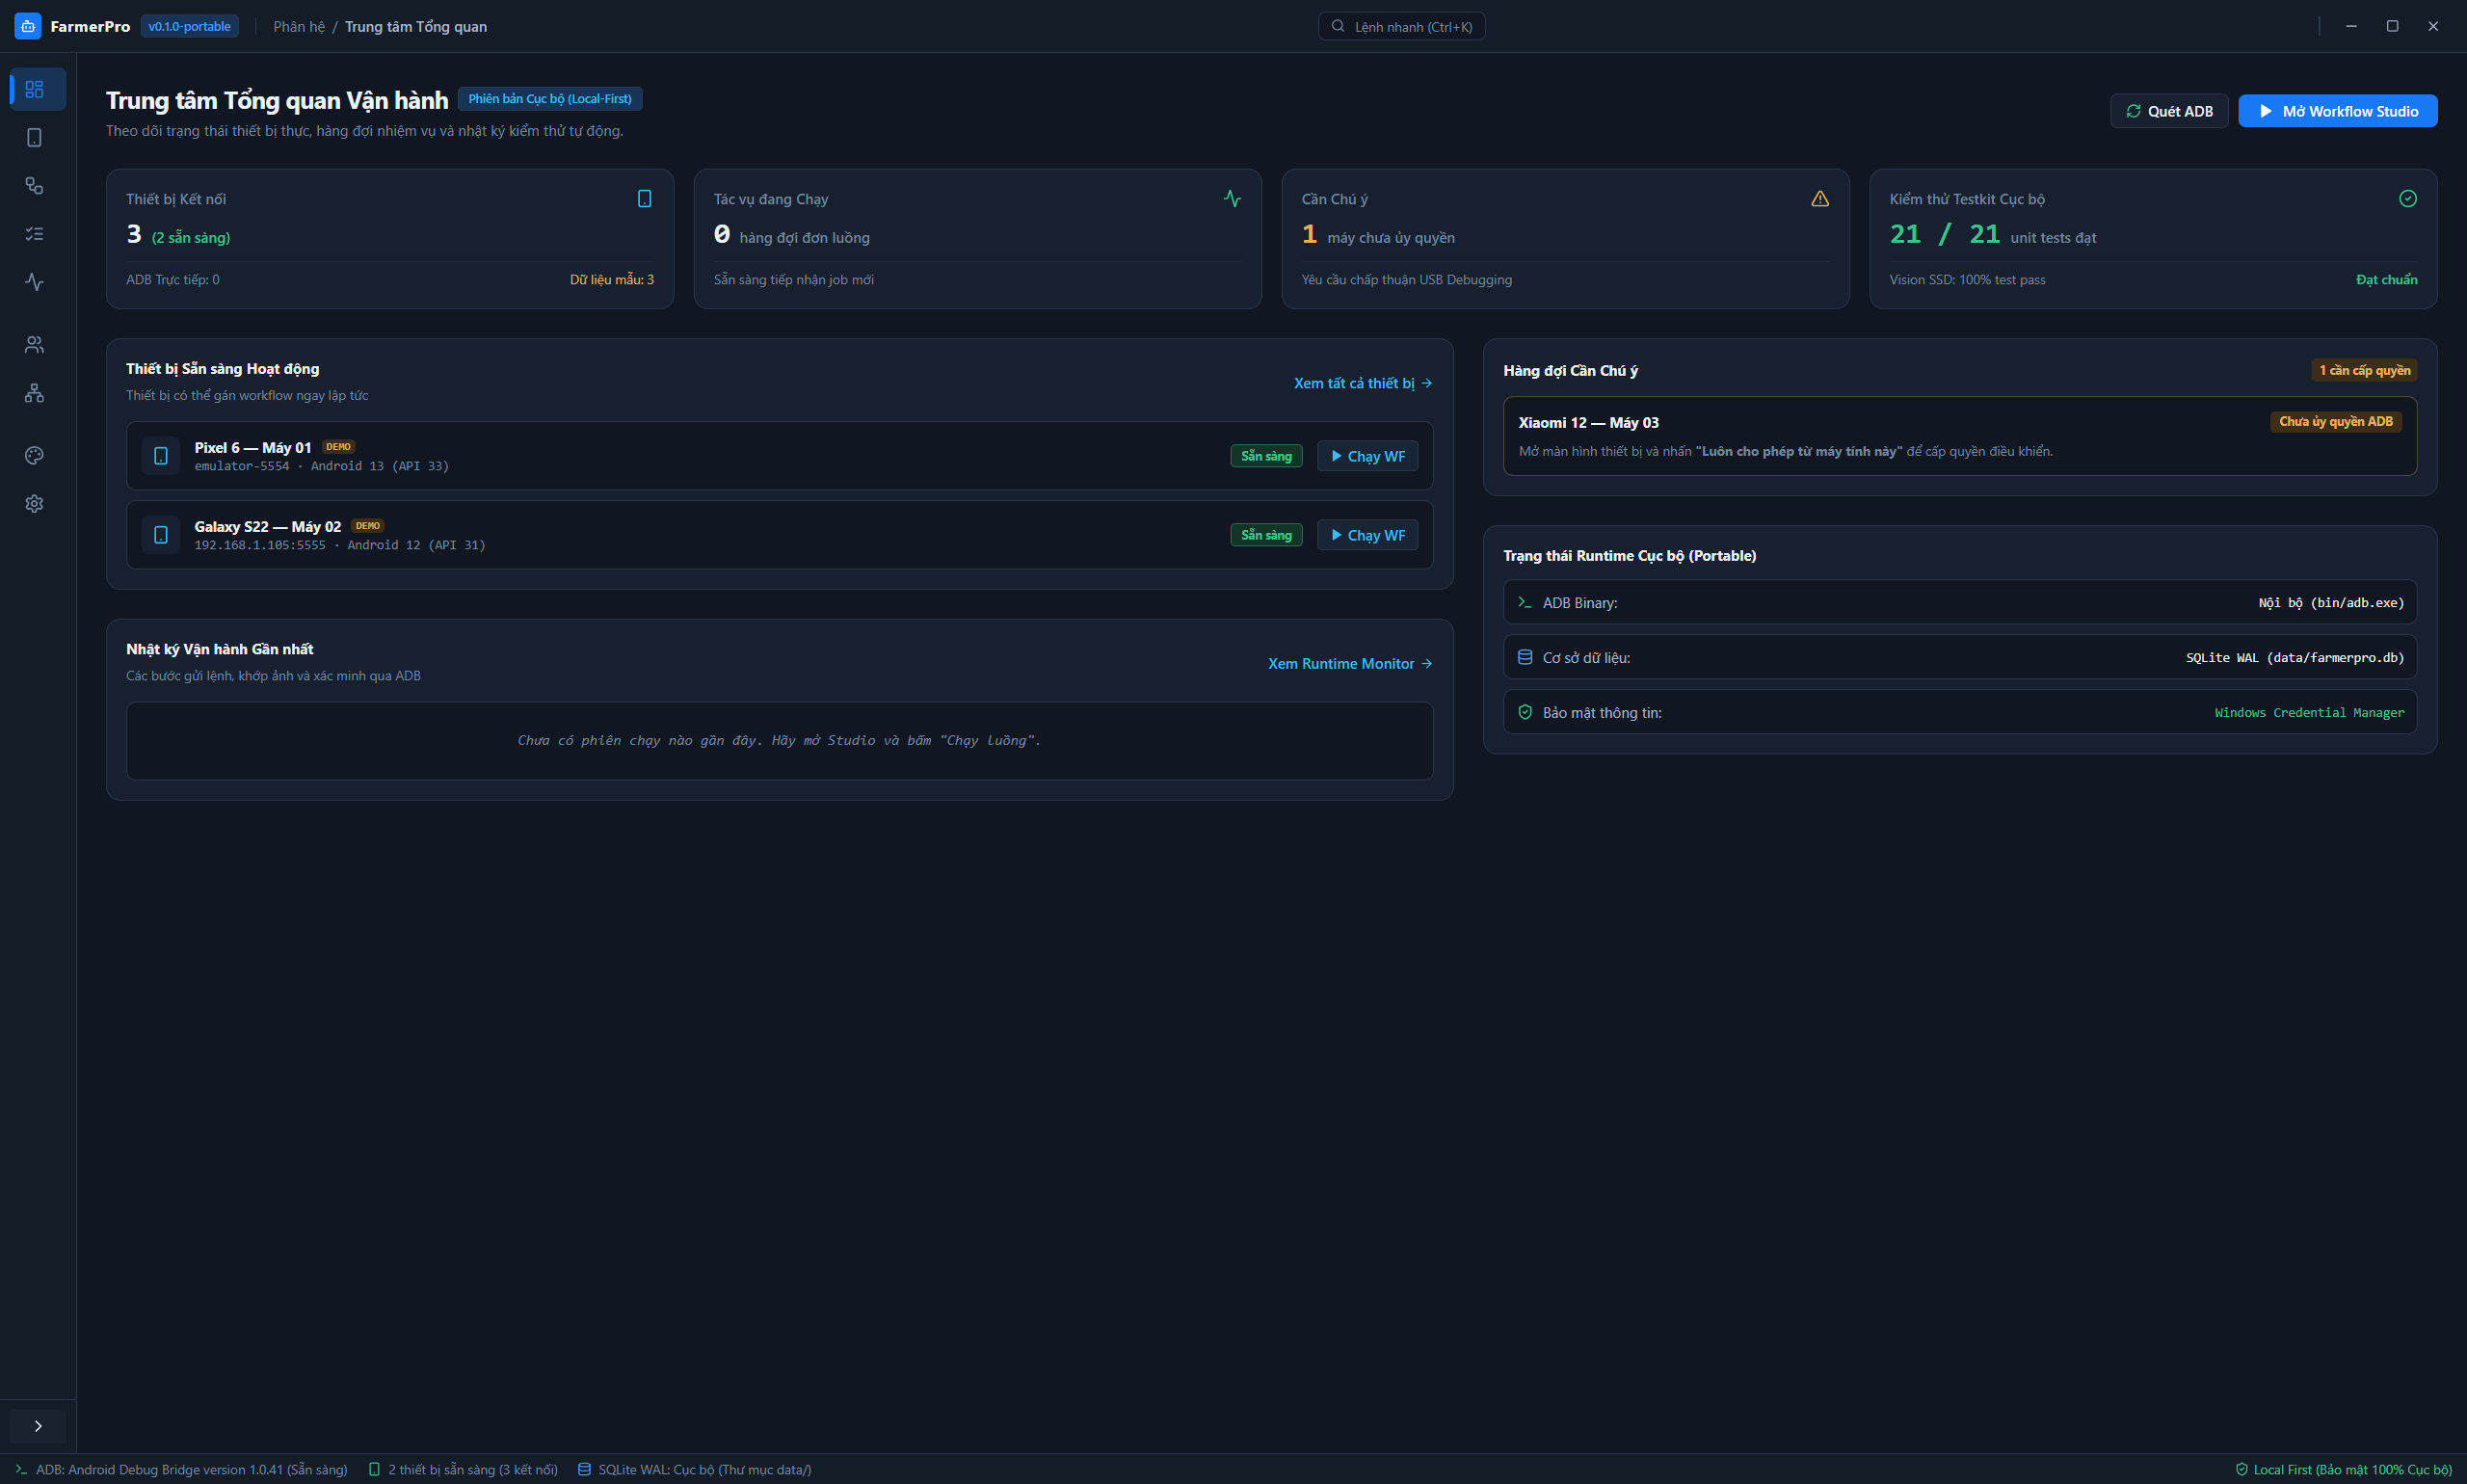 FarmerPro
v0.1.0-portable
Phân hệ / Trung tâm Tổng quan
Lệnh nhanh (Ctrl+K)
Trung tâm Tổng quan Vận hành
Phiên bản Cục bộ (Local-First)
Theo dõi trạng thái thiết bị thực, hàng đợi nhiệm vụ và nhật ký kiểm thử tự động.
Quét ADB
Mở Workflow Studio
Thiết bị Kết nối
3 (2 sẵn sàng)
ADB Trực tiếp: 0
Dữ liệu mẫu: 3
Tác vụ đang Chạy
0 hàng đợi đơn luồng
Sẵn sàng tiếp nhận job mới
Cần Chú ý
1 máy chưa ủy quyền
Yêu cầu chấp thuận USB Debugging
Kiểm thử Testkit Cục bộ
21 / 21 unit tests đạt
Vision SSD: 100% test pass
Đạt chuẩn
Thiết bị Sẵn sàng Hoạt động
Thiết bị có thể gán workflow ngay lập tức
Xem tất cả thiết bị →
Pixel 6 — Máy 01 DEMO
emulator-5554 · Android 13 (API 33)
Sẵn sàng
Chạy WF
Galaxy S22 — Máy 02 DEMO
192.168.1.105:5555 · Android 12 (API 31)
Sẵn sàng
Chạy WF
Nhật ký Vận hành Gần nhất
Các bước gửi lệnh, khớp ảnh và xác minh qua ADB
Xem Runtime Monitor →
Chưa có phiên chạy nào gần đây. Hãy mở Studio và bấm "Chạy luồng".
Hàng đợi Cần Chú ý
1 cần cấp quyền
Xiaomi 12 — Máy 03
Chưa ủy quyền ADB
Mở màn hình thiết bị và nhấn "Luôn cho phép từ máy tính này" để cấp quyền điều khiển.
Trạng thái Runtime Cục bộ (Portable)
ADB Binary:
Nội bộ (bin/adb.exe)
Cơ sở dữ liệu:
SQLite WAL (data/farmerpro.db)
Bảo mật thông tin:
Windows Credential Manager
ADB: Android Debug Bridge version 1.0.41 (Sẵn sàng)
2 thiết bị sẵn sàng (3 kết nối)
SQLite WAL: Cục bộ (Thư mục data/)
Local First (Bảo mật 100% Cục bộ)